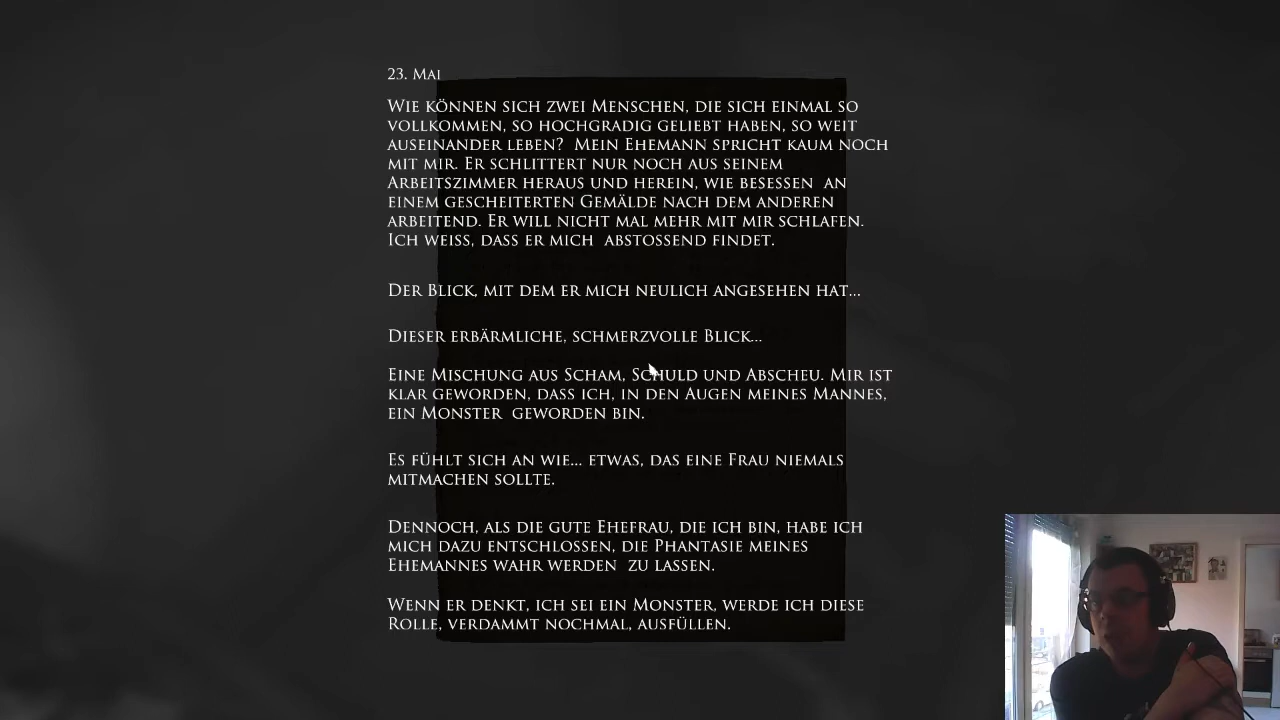 23. Mai
Wie können sich zwei Menschen, die sich einmal so
vollkommen, so hochgradig geliebt haben, so weit
auseinander leben? Mein Ehemann spricht kaum noch
mit mir. Er schlittert nur noch aus seinem
Arbeitszimmer heraus und herein, wie besessen an
einem gescheiterten Gemälde nach dem anderen
arbeitend. Er will nicht mal mehr mit mir schlafen.
Ich weiss, dass er mich abstossend findet.
Der Blick, mit dem er mich neulich angesehen hat...
Dieser erbärmliche, schmerzvolle Blick...
Eine Mischung aus Scham, Schuld und Abscheu. Mir ist
klar geworden, dass ich, in den Augen meines Mannes,
ein Monster geworden bin.
Es fühlt sich an wie... etwas, das eine Frau niemals
mitmachen sollte.
Dennoch, als die gute Ehefrau, die ich bin, habe ich
mich dazu entschlossen, die Phantasie meines
Ehemannes wahr werden zu lassen.
Wenn er denkt, ich sei ein Monster, werde ich diese
Rolle, verdammt nochmal, ausfüllen.